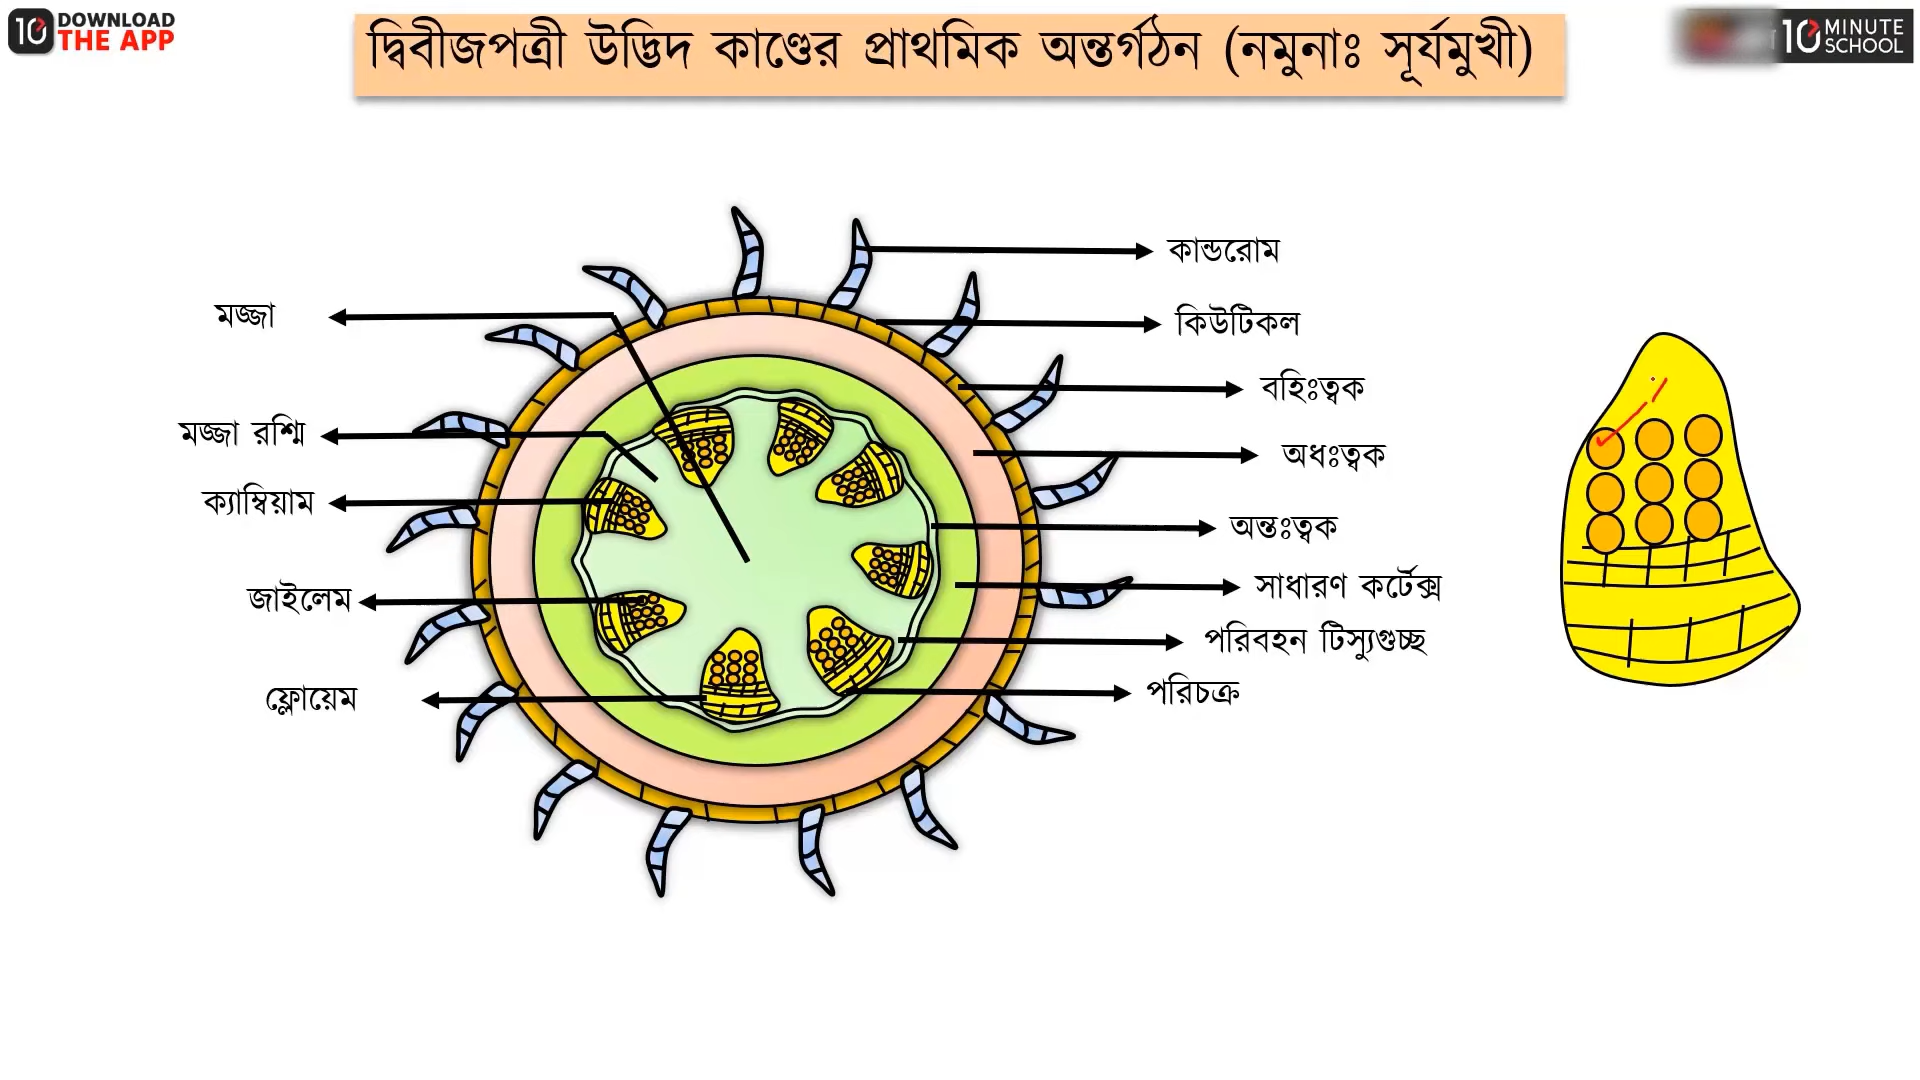 10 DOWNLOAD
THE APP
দ্বিবীজপত্রী উদ্ভিদ কাণ্ডের প্রাথমিক অন্তর্গঠন (নমুনাঃ সূর্যমুখী)
10 MINUTE
SCHOOL
কান্ডরোম
মজ্জা
কিউটিকল
বহিঃত্বক
মজ্জা রশ্মি
অধঃত্বক
ক্যাম্বিয়াম
অন্তঃত্বক
জাইলেম
সাধারণ কর্টেক্স
পরিবহন টিস্যুগুচ্ছ
ফ্লোয়েম
পরিচক্র